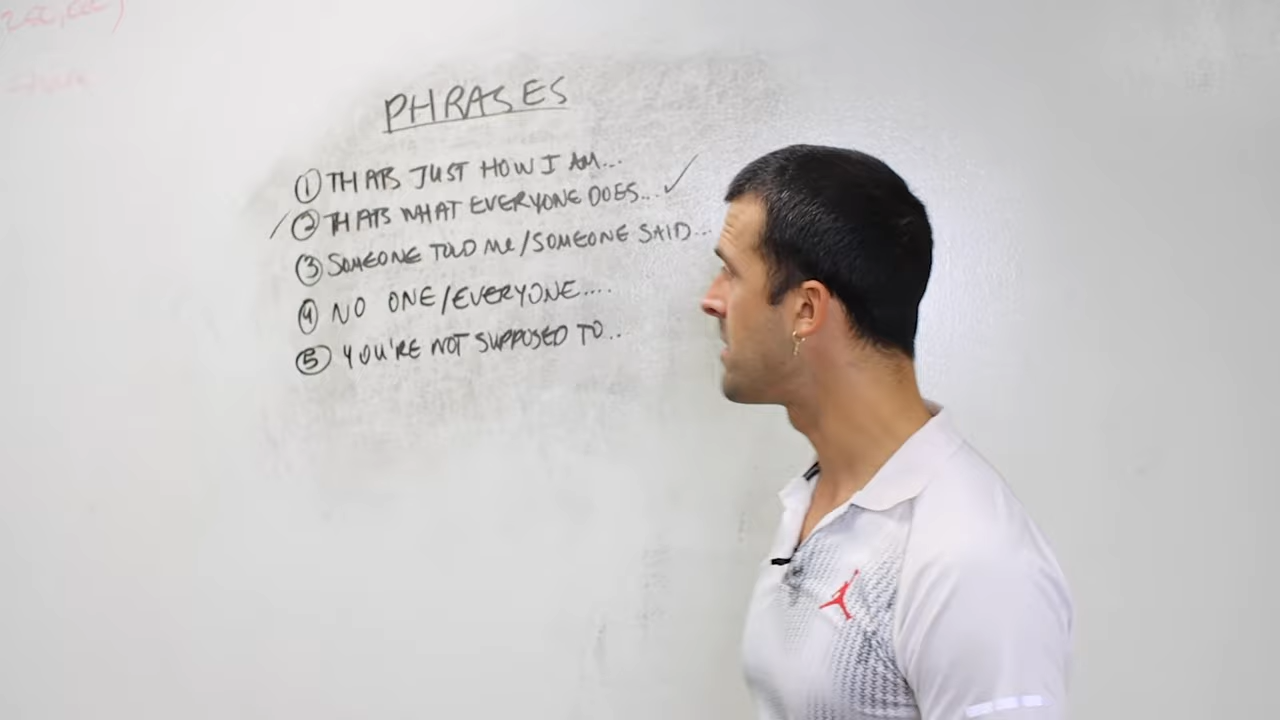 PHRASES
① THATS JUST HOW I AM...
② THATS WHAT EVERYONE DOES...
③ SOMEONE TOLD ME/SOMEONE SAID...
④ NO ONE/EVERYONE....
⑤ YOU'RE NOT SUPPOSED TO..